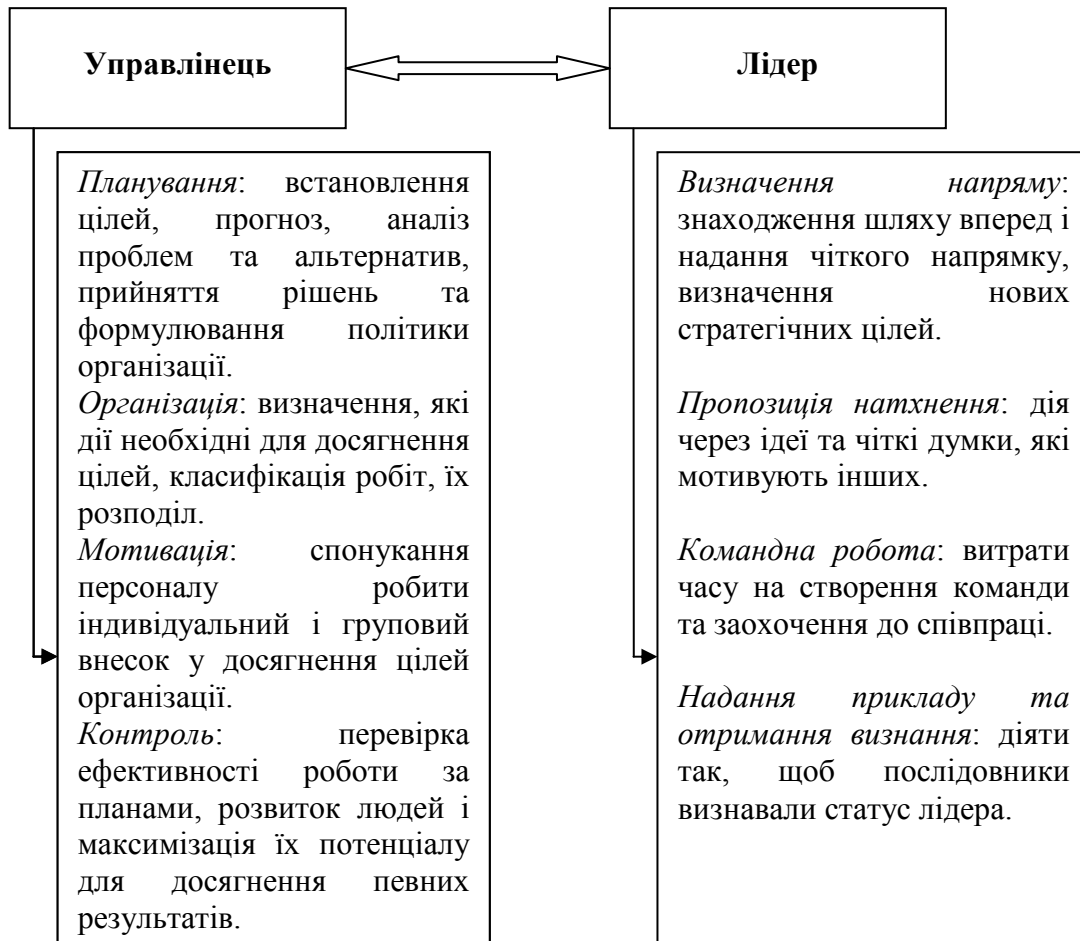 Управлінець
Лідер
Планування: встановлення
цілей, прогноз, аналіз
проблем та альтернатив,
прийняття рішень та
формулювання політики
організації.
Організація: визначення, які
дії необхідні для досягнення
цілей, класифікація робіт, їх
розподіл.
Мотивація: спонукання
персоналу робити
індивідуальний і груповий
внесок у досягнення цілей
організації.
Контроль: перевірка
ефективності роботи за
планами, розвиток людей і
максимізація їх потенціалу
для досягнення певних
результатів.
Визначення напряму:
знаходження шляху вперед і
надання чіткого напрямку,
визначення нових
стратегічних цілей.
Пропозиція натхнення: дія
через ідеї та чіткі думки, які
мотивують інших.
Командна робота: витрати
часу на створення команди
та заохочення до співпраці.
Надання прикладу та
отримання визнання: діяти
так, щоб послідовники
визнавали статус лідера.